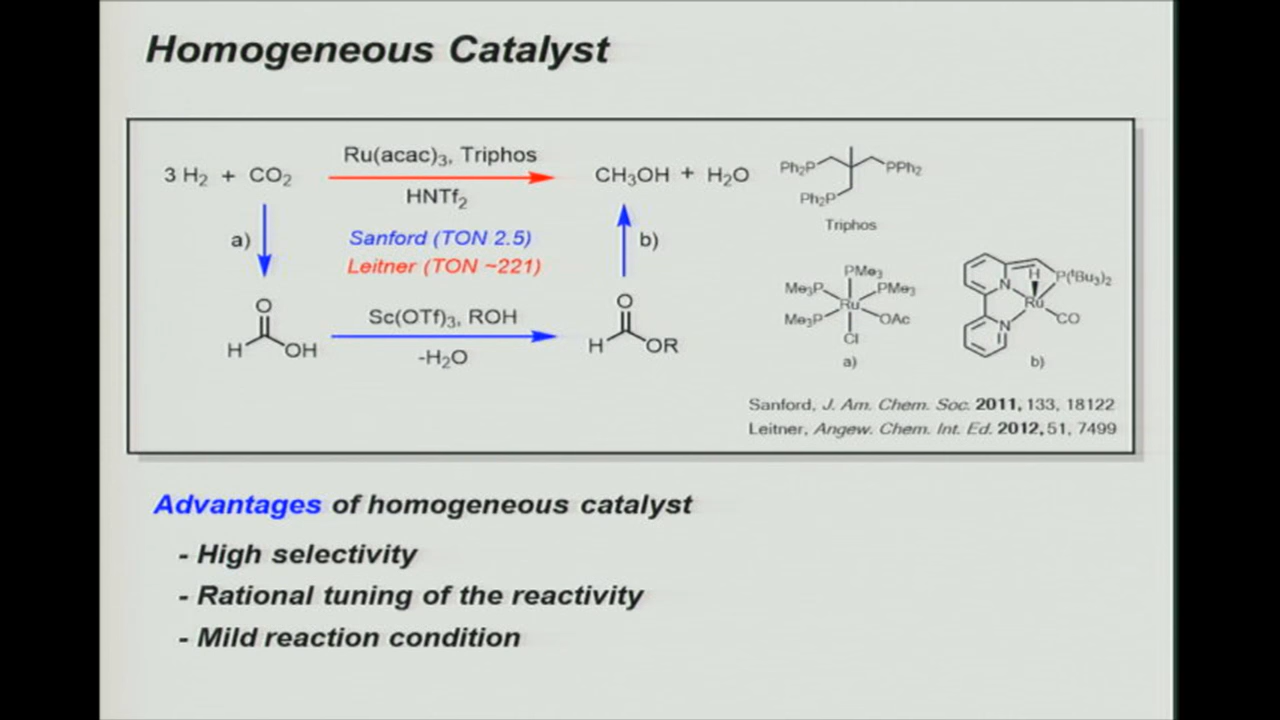 Homogeneous Catalyst
Ru(acac)₃, Triphos
3 H₂ + CO₂
CH₃OH + H₂O
HNTf₂
a)
Sanford (TON 2.5)
b)
Leitner (TON ~221)
Sc(OTf)₃, ROH
-H₂O
O
H
OH
O
H
OR
Ph₂P
PPh₂
Ph₂P
Triphos
PMe₃
Me₃P
PMe₃
Ru
Me₃P
OAc
Cl
a)
H
P(ᵗBu₃)₂
N
Ru
N
CO
b)
Sanford, J. Am. Chem. Soc. 2011, 133, 18122
Leitner, Angew. Chem. Int. Ed. 2012, 51, 7499
Advantages of homogeneous catalyst
- High selectivity
- Rational tuning of the reactivity
- Mild reaction condition